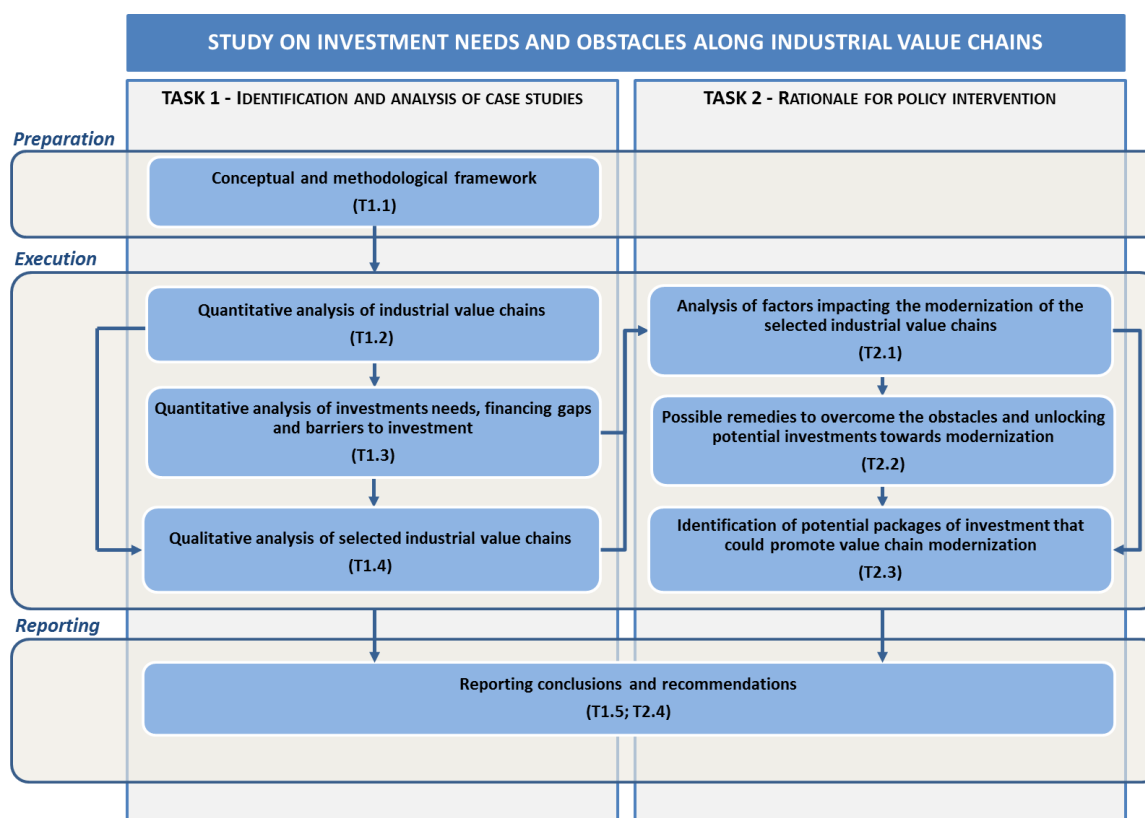 STUDY ON INVESTMENT NEEDS AND OBSTACLES ALONG INDUSTRIAL VALUE CHAINS
TASK 1 - IDENTIFICATION AND ANALYSIS OF CASE STUDIES
TASK 2 - RATIONALE FOR POLICY INTERVENTION
Preparation
Conceptual and methodological framework
(T1.1)
Execution
Quantitative analysis of industrial value chains
(T1.2)
Quantitative analysis of investments needs, financing gaps
and barriers to investment
(T1.3)
Qualitative analysis of selected industrial value chains
(T1.4)
Analysis of factors impacting the modernization of the
selected industrial value chains
(T2.1)
Possible remedies to overcome the obstacles and unlocking
potential investments towards modernization
(T2.2)
Identification of potential packages of investment that
could promote value chain modernization
(T2.3)
Reporting
Reporting conclusions and recommendations
(T1.5; T2.4)